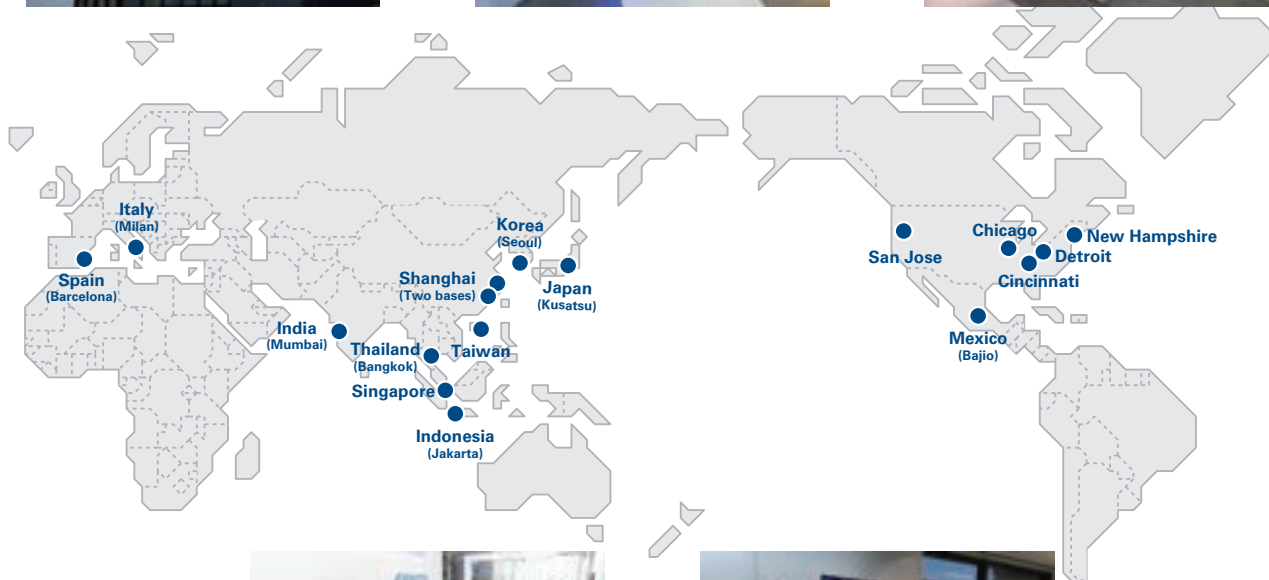 Italy
(Milan)
Spain
(Barcelona)
Korea
(Seoul)
Shanghai
(Two bases)
Japan
(Kusatsu)
India
(Mumbai)
Thailand
(Bangkok)
Taiwan
Singapore
Indonesia
(Jakarta)
San Jose
Chicago
New Hampshire
Detroit
Cincinnati
Mexico
(Bajio)